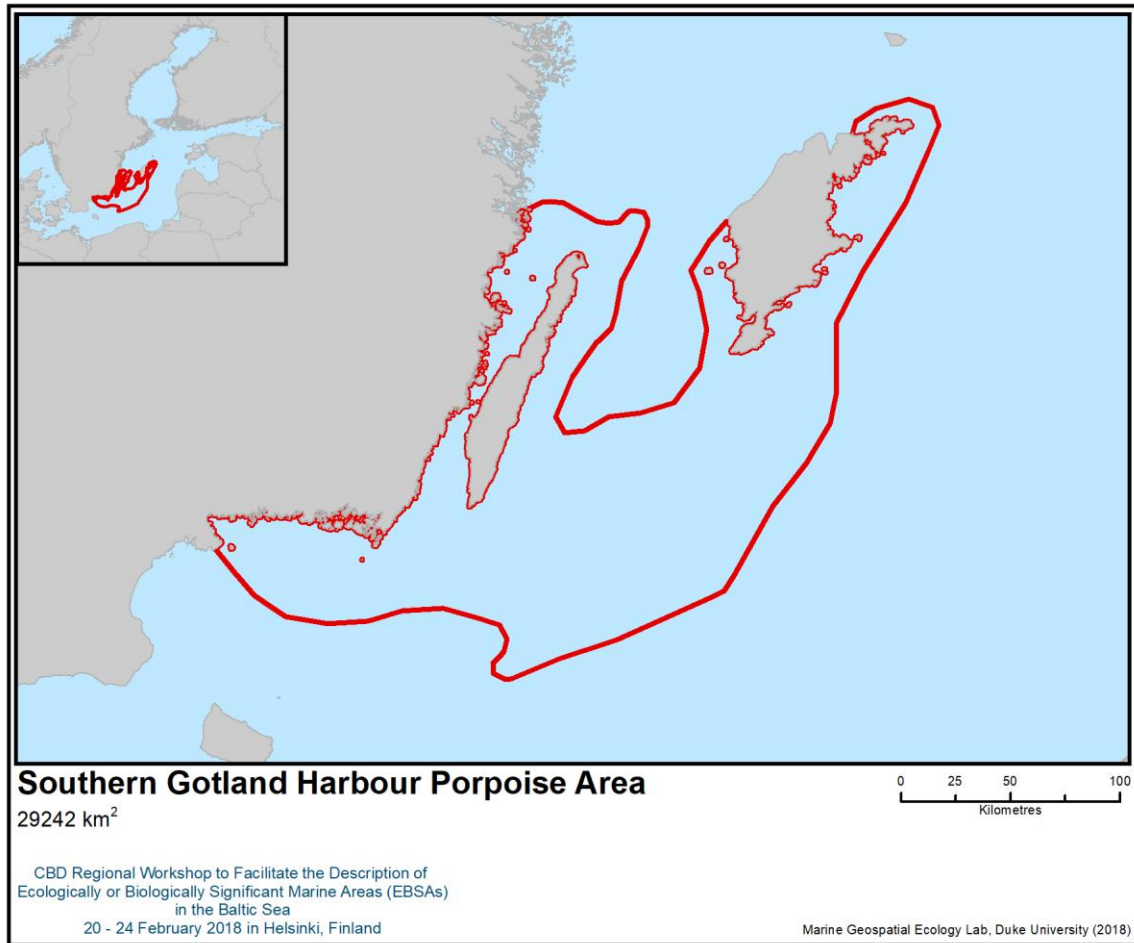 Southern Gotland Harbour Porpoise Area
29242 km²
0 25 50 100
Kilometres
CBD Regional Workshop to Facilitate the Description of
Ecologically or Biologically Significant Marine Areas (EBSAs)
in the Baltic Sea
20 - 24 February 2018 in Helsinki, Finland
Marine Geospatial Ecology Lab, Duke University (2018)